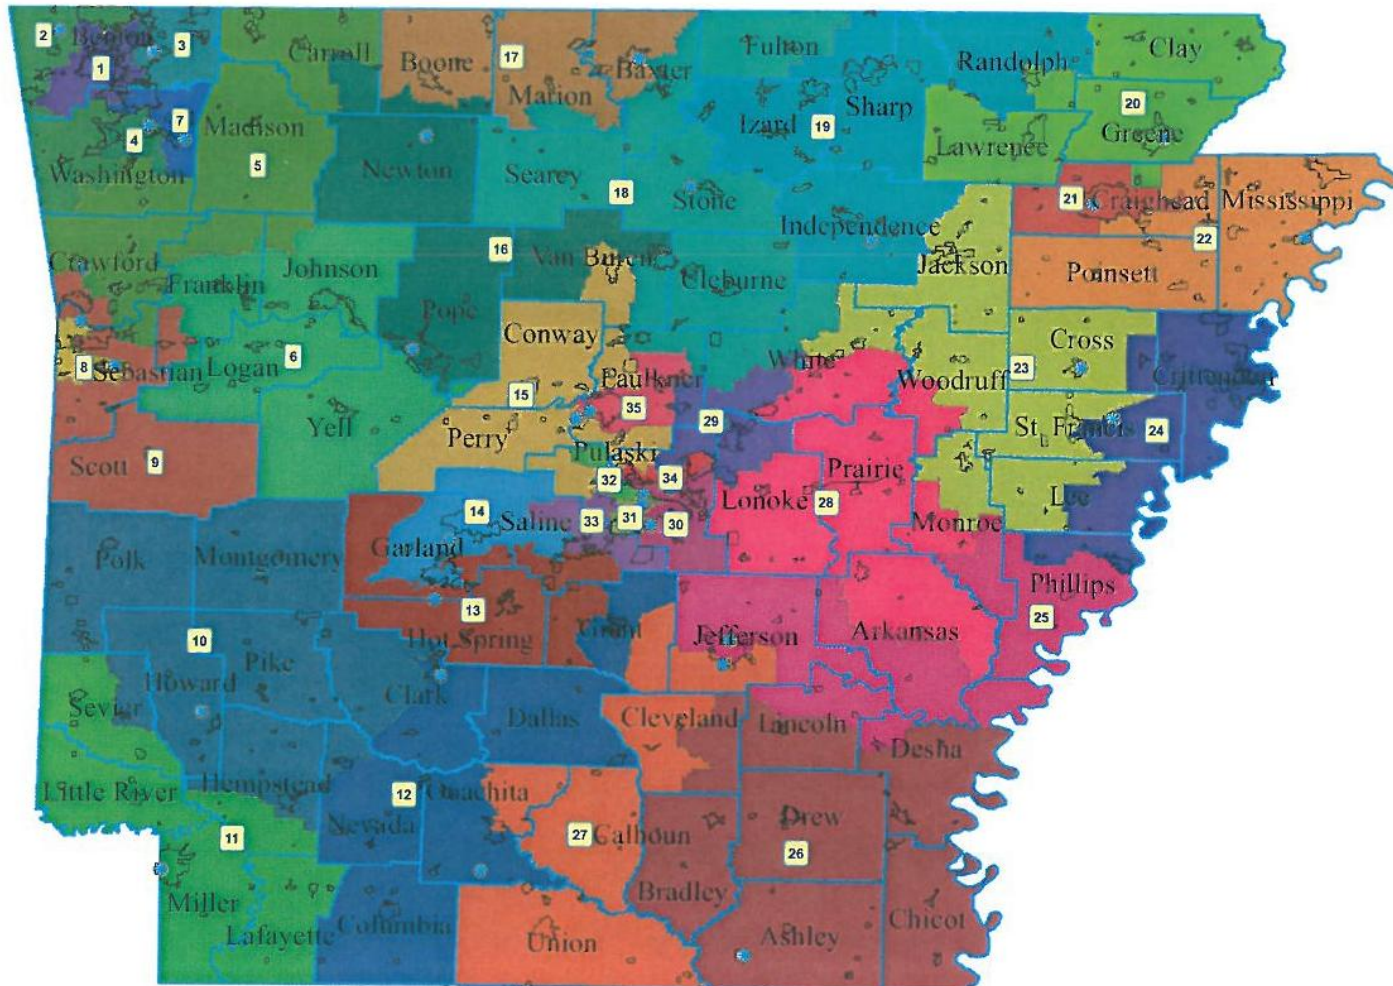 2
Benton
3
1
Carroll
Boone
17
Marion
Baxter
Fulton
Randolph
Clay
Sharp
Izard
19
20
Greene
Lawrence
7
4
Madison
5
Washington
Newton
Searcy
18
Stone
Independence
21
Craighead
Mississippi
22
Poinsett
Jackson
Crawford
Franklin
Johnson
16
Van Buren
Cleburne
Pope
Conway
8
Sebastian
Logan
6
15
Faulkner
35
White
29
Woodruff
23
Cross
Crittenden
Yell
Perry
Pulaski
St. Francis
24
Scott
9
32
34
Lonoke
28
Prairie
Lee
Monroe
14
Saline
33
31
30
Garland
Polk
Montgomery
13
Hot Spring
Grant
Jefferson
Arkansas
Phillips
25
10
Pike
Howard
Clark
Sevier
Dallas
Cleveland
Lincoln
Desha
Little River
Hempstead
12
Ouachita
Nevada
11
27
Calhoun
Drew
26
Miller
Lafayette
Columbia
Union
Bradley
Ashley
Chicot